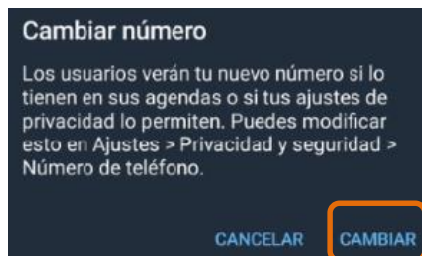 Cambiar número
Los usuarios verán tu nuevo número si lo
tienen en sus agendas o si tus ajustes de
privacidad lo permiten. Puedes modificar
esto en Ajustes > Privacidad y seguridad >
Número de teléfono.
CANCELAR CAMBIAR